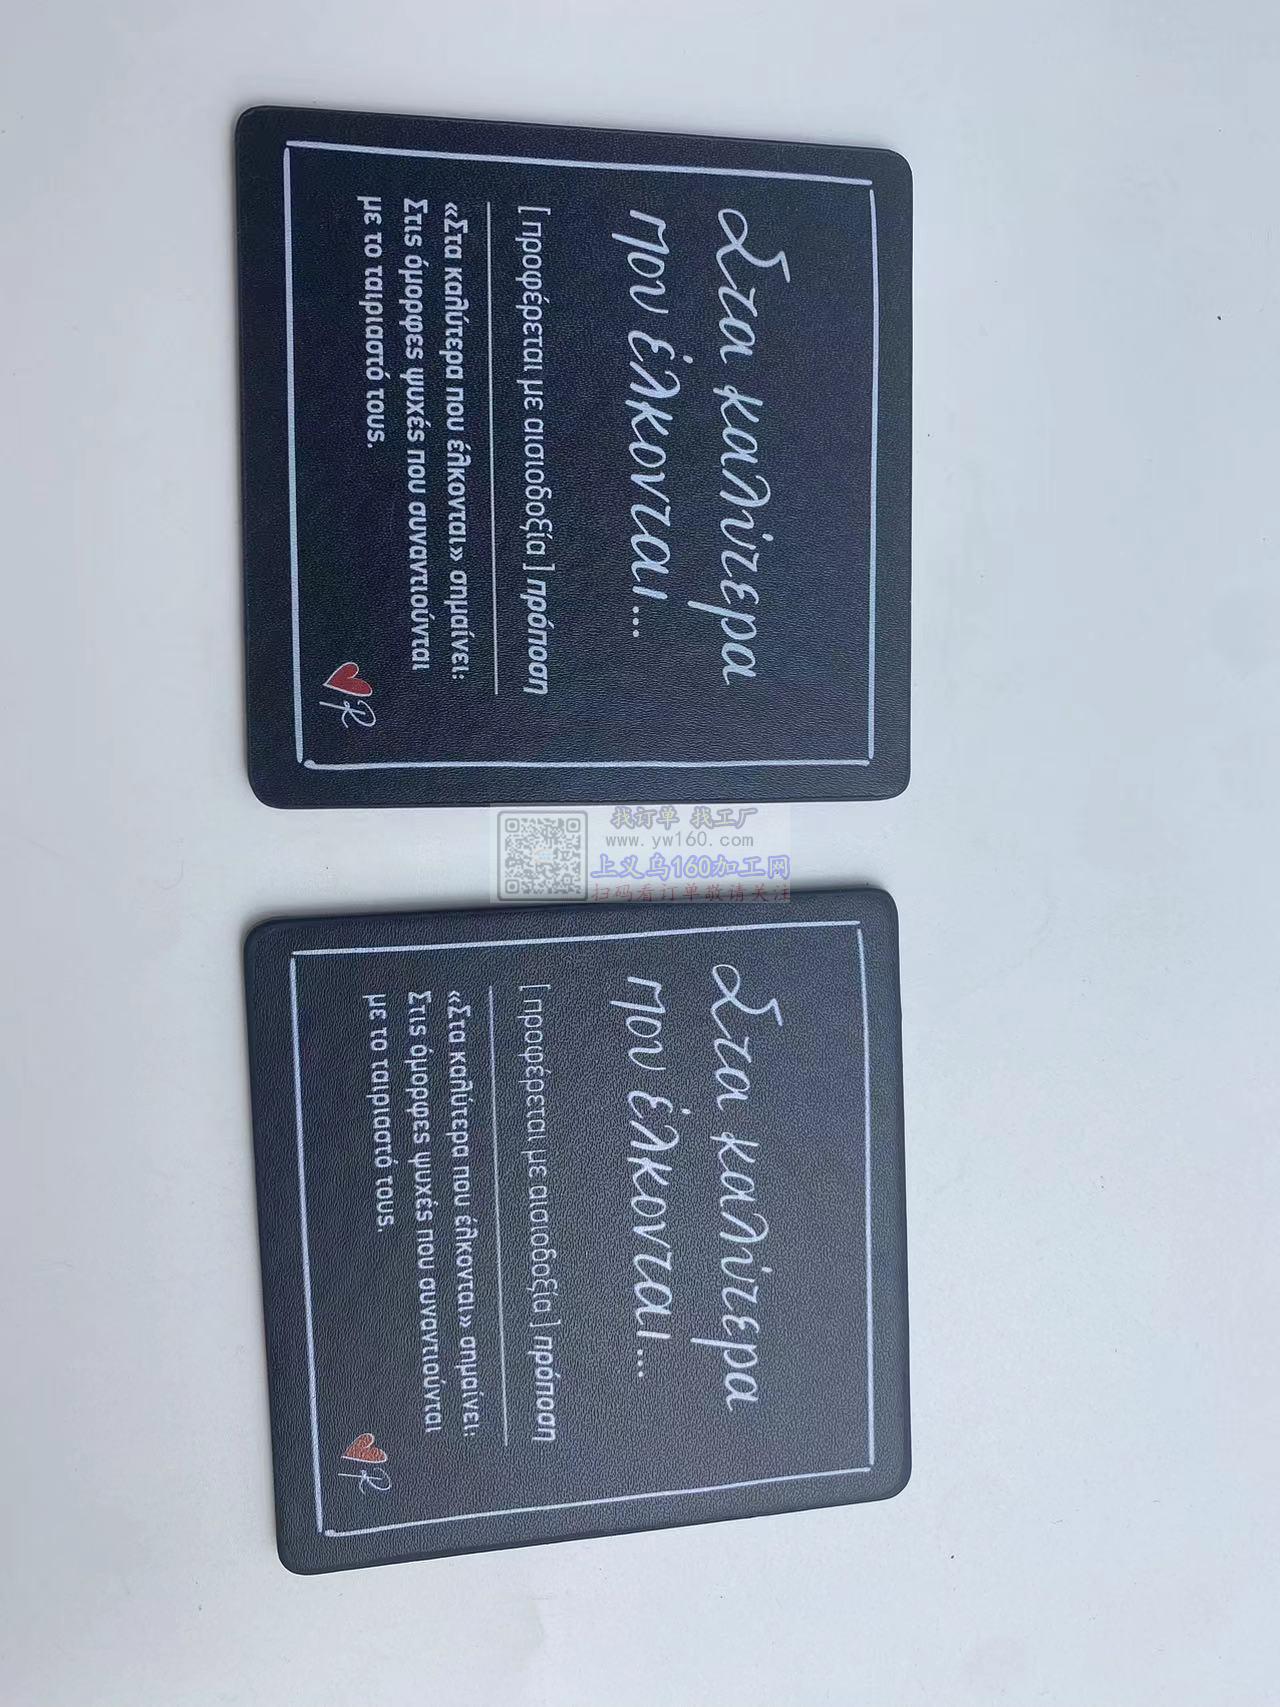 Στα καλύτερα
που έλκονται...
[ προφέρεται με αισιοδοξία ] πρόποση
«Στα καλύτερα που έλκονται» σημαίνει:
Στις όμορφες ψυχές που συναντιούνται
με το ταιριαστό τους.
R
找订单 找工厂
www.yw160.com
上义乌160加工网
扫码看订单敬请关注
Στα καλύτερα
που έλκονται...
[ προφέρεται με αισιοδοξία ] πρόποση
«Στα καλύτερα που έλκονται» σημαίνει:
Στις όμορφες ψυχές που συναντιούνται
με το ταιριαστό τους.
R